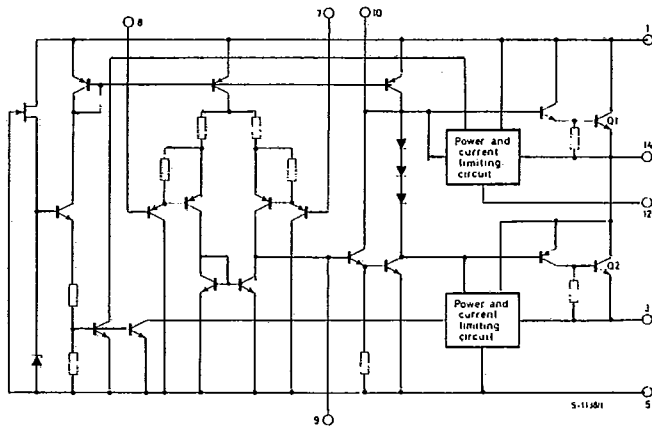 8
7
10
1
Q1
14
Power and
current
limiting
circuit
12
Q2
Power and
current
limiting
circuit
3
S-1138/1
5
9